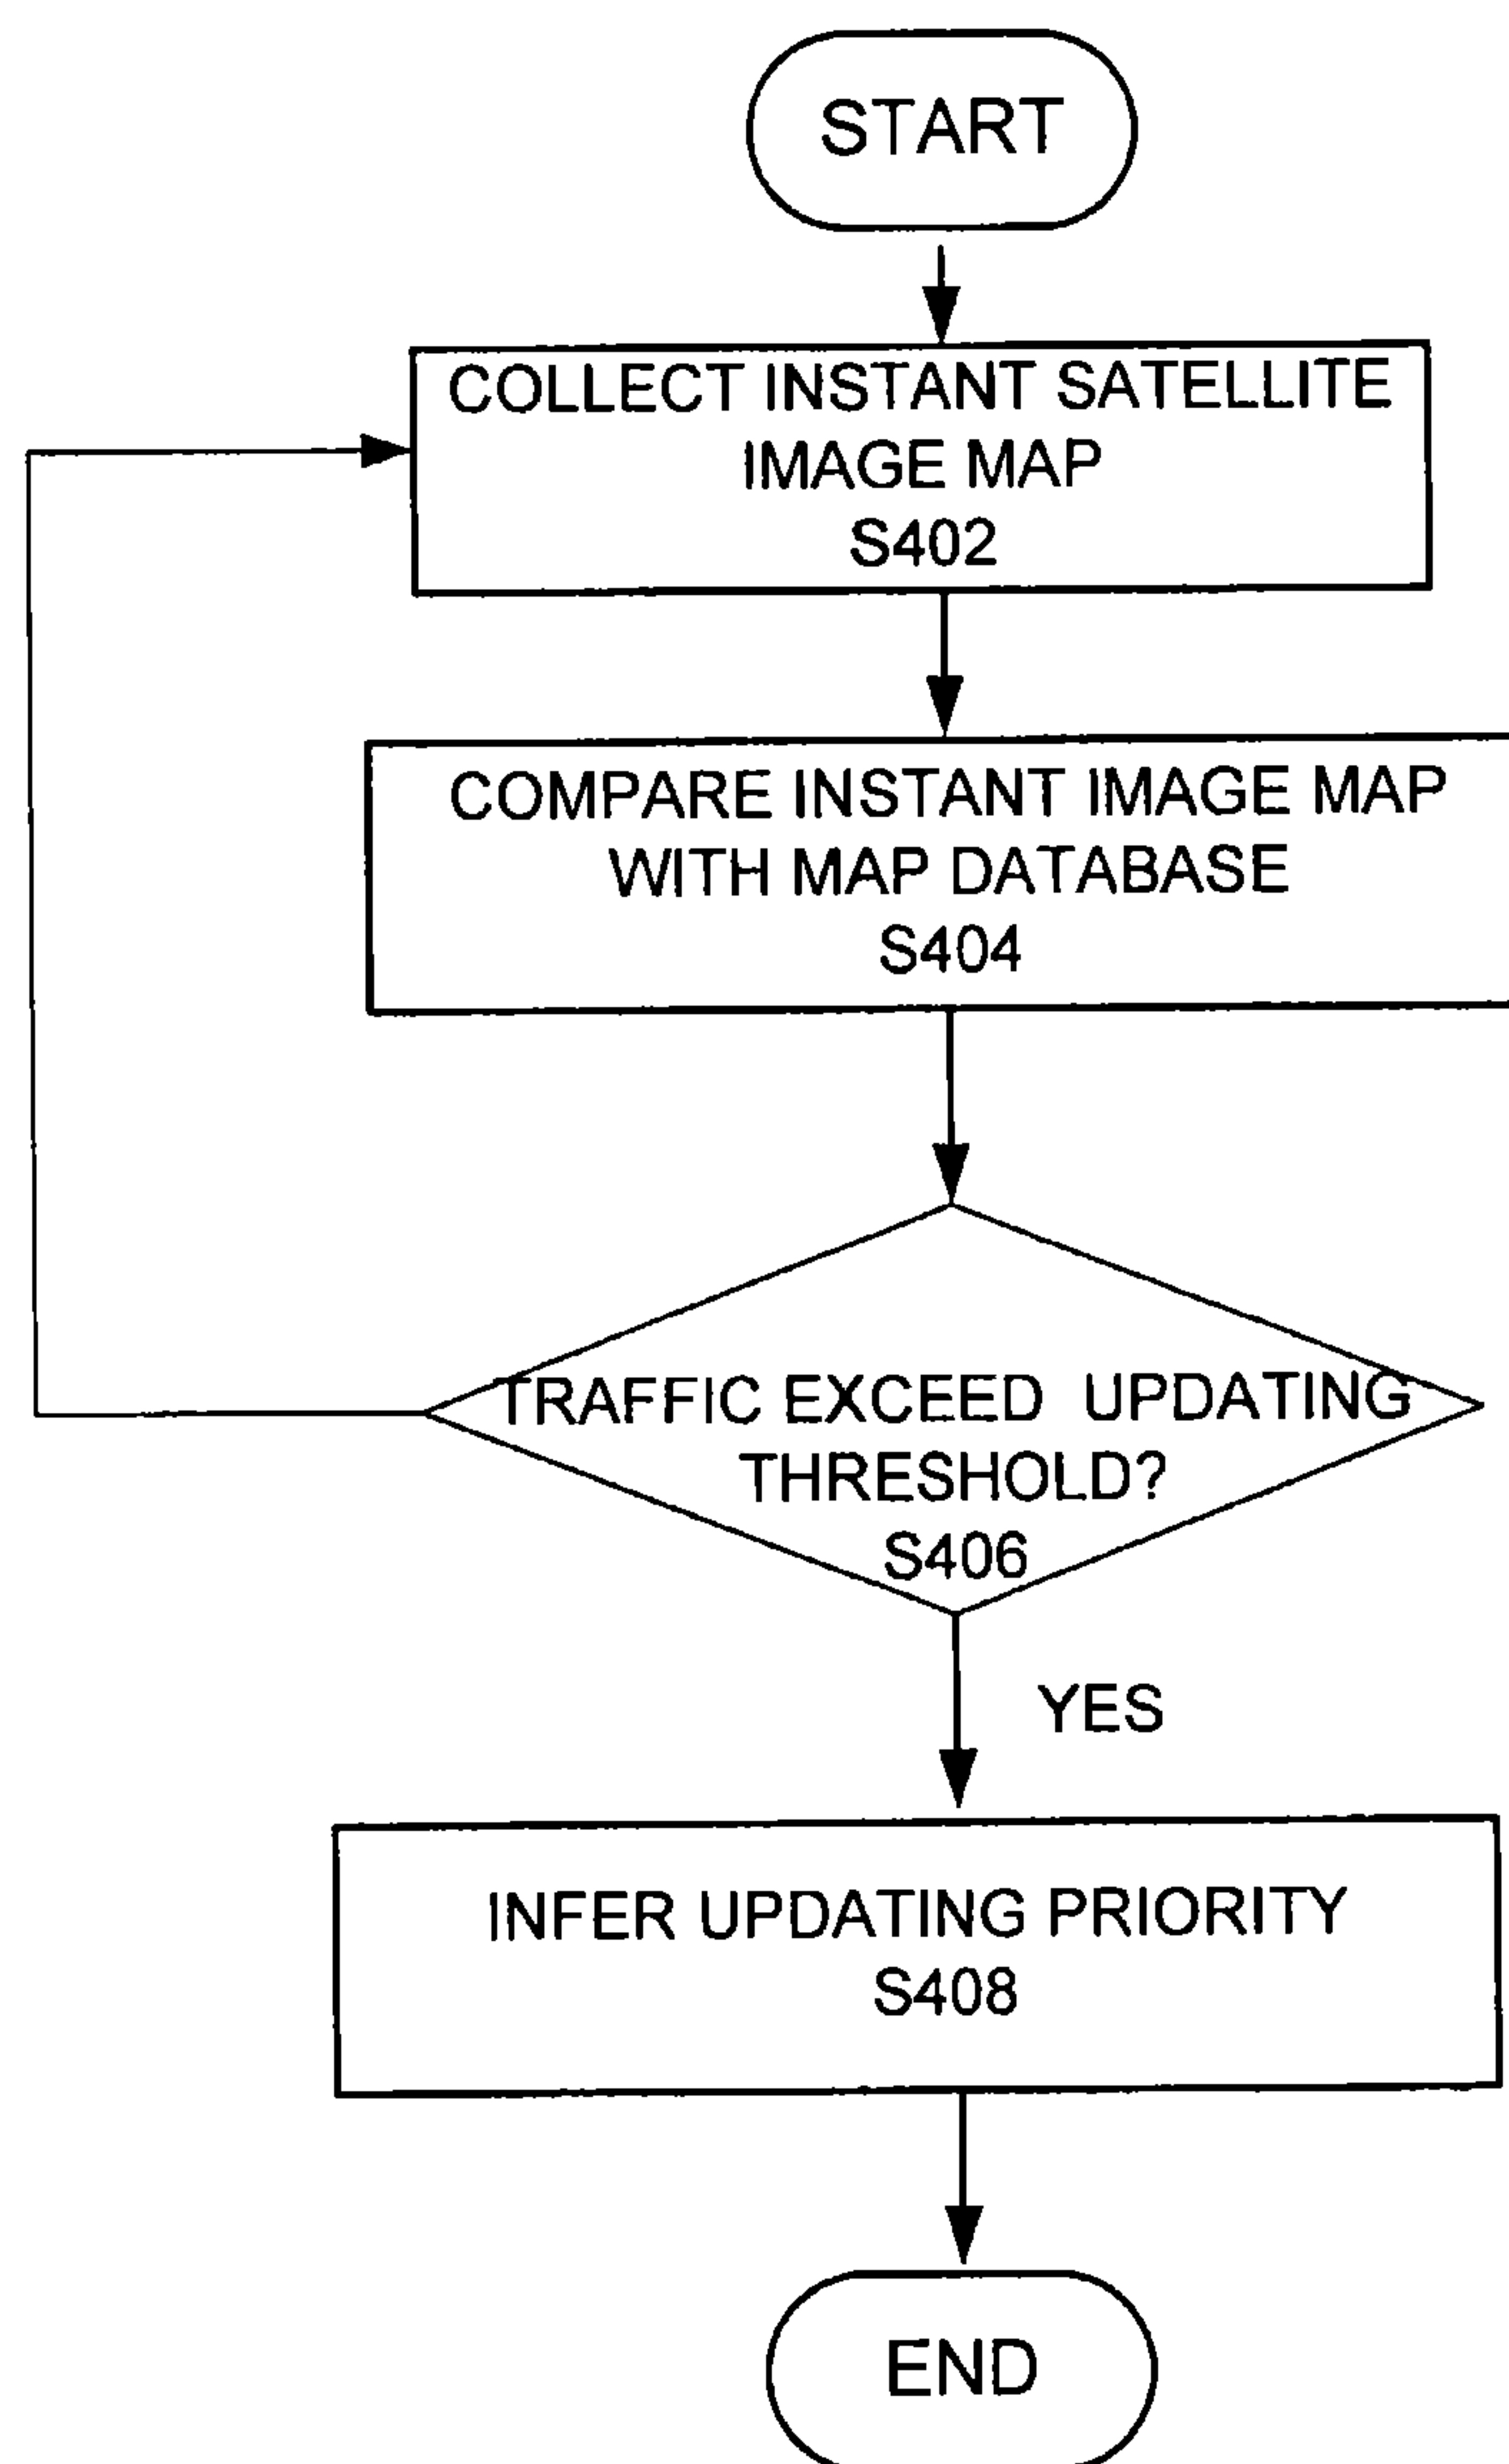 START
COLLECT INSTANT SATELLITE
IMAGE MAP
S402
COMPARE INSTANT IMAGE MAP
WITH MAP DATABASE
S404
TRAFFIC EXCEED UPDATING
THRESHOLD?
S406
YES
INFER UPDATING PRIORITY
S408
END